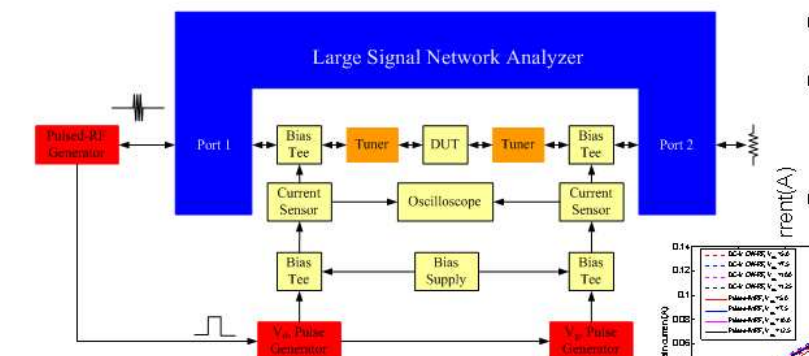 Large Signal Network Analyzer
Pulsed-RF
Generator
Port 1
Bias
Tee
Tuner
DUT
Tuner
Bias
Tee
Port 2
Current
Sensor
Oscilloscope
Current
Sensor
Bias
Tee
Bias
Supply
Bias
Tee
Pulse
Generator
Pulse
Generator
rrent(A)
0.14
0.12
0.1
0.08
0.06